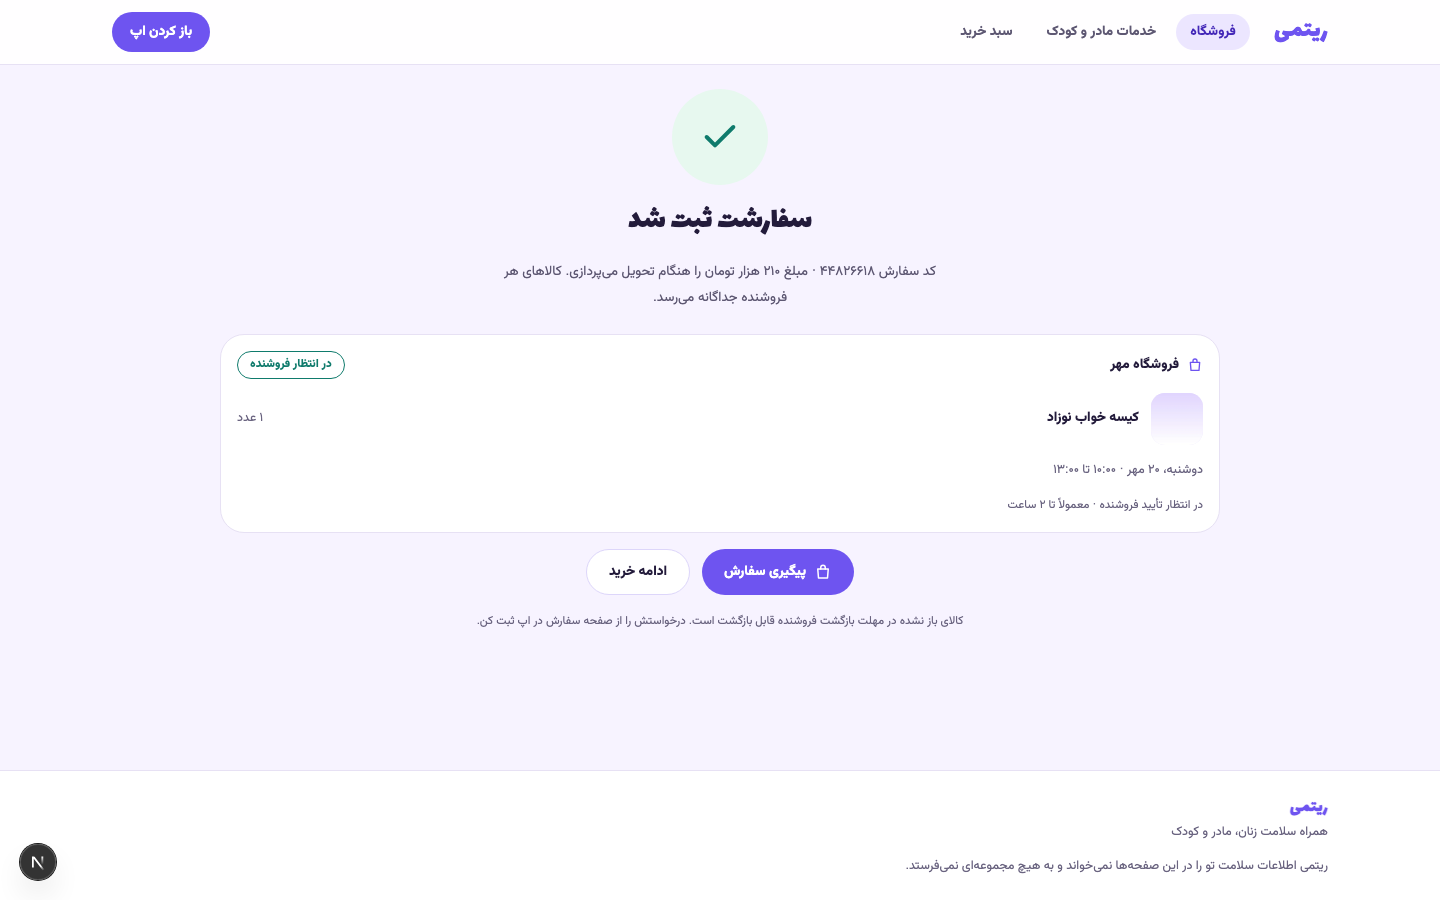 ریتمی
فروشگاه
خدمات مادر و کودک
سبد خرید
باز کردن اپ
سفارشت ثبت شد
کد سفارش ۴۴۸۲۶۶۱۸ · مبلغ ۲۱۰ هزار تومان را هنگام تحویل می‌پردازی. کالاهای هر
فروشنده جداگانه می‌رسد.
فروشگاه مهر
در انتظار فروشنده
کیسه خواب نوزاد
۱ عدد
دوشنبه، ۲۰ مهر · ۱۰:۰۰ تا ۱۳:۰۰
در انتظار تأیید فروشنده · معمولاً تا ۲ ساعت
پیگیری سفارش
ادامه خرید
کالای باز نشده در مهلت بازگشت فروشنده قابل بازگشت است. درخواستش را از صفحه سفارش در اپ ثبت کن.
ریتمی
همراه سلامت زنان، مادر و کودک
ریتمی اطلاعات سلامت تو را در این صفحه‌ها نمی‌خواند و به هیچ مجموعه‌ای نمی‌فرستد.
N